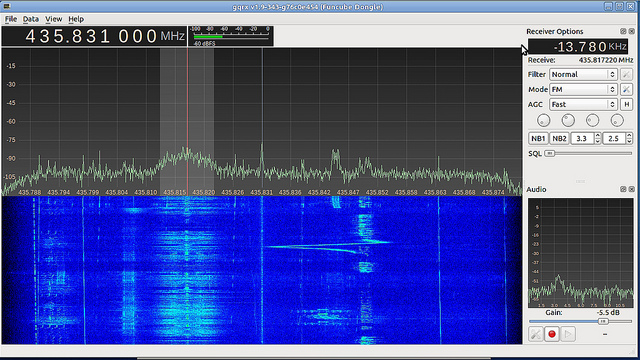 gqrx v1.9-343-g76c0e454 (Funcube Dongle)
File Data View Help
435.831 000 MHz
-100 -80 -60 -40 -20 0
-60 dBFS
-15
-30
-45
-60
-75
-90
-105
435.788 435.794 435.799 435.804 435.810 435.815 435.820 435.826 435.831 435.836 435.842 435.847 435.852 435.858 435.863 435.868 435.874
Receiver Options
-13.780 KHz
Receive: 435.817220 MHz
Filter Normal
Mode FM
AGC Fast H
NB1 NB2 3.3 2.5
SQL
Audio
Gain: -5.5 dB